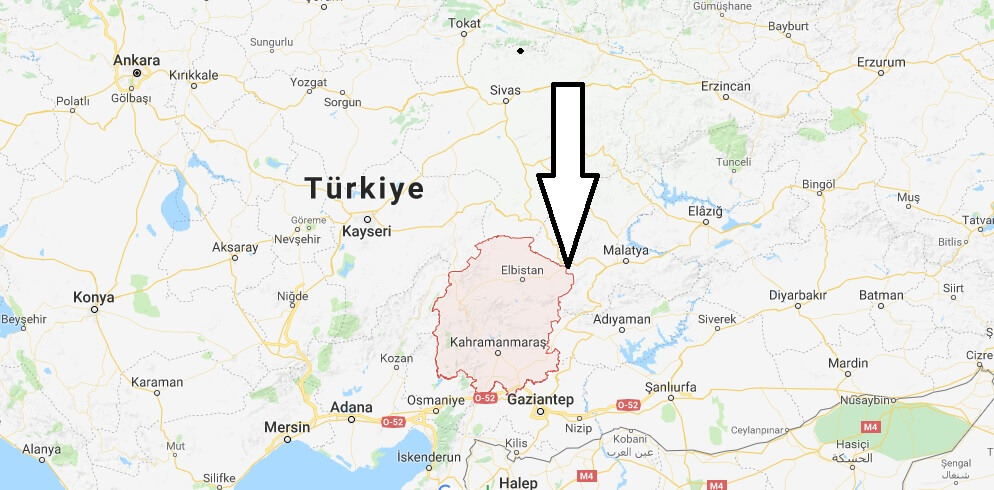 Gümüşhane
Tokat
Bayburt
Sungurlu
Ankara
Erzurum
Kırıkkale
Yozgat
Erzincan
Gölbaşı
Polatlı
Sorgun
Sivas
Tunceli
Türkiye
Bingöl
Muş
Göreme
Kayseri
Elâzığ
Nevşehir
Tatvan
Aksaray
Malatya
Bitlis
Elbistan
Siirt
Konya
Niğde
Diyarbakır
Batman
Beyşehir
Adıyaman
Siverek
Kahramanmaraş
Kozan
Cizre
Mardin
Karaman
Şanlıurfa
Osmaniye
O-52
Gaziantep
O-52
Nusaybin
Adana
O-52
Mersin
Nizip
Ceylanpınar
M4
Kilis
Kobani
عين العرب
Hasiçi
الحسكة
Alanya
Mut
İskenderun
Şengal
شنگال
Silifke
M4
Halep
M4